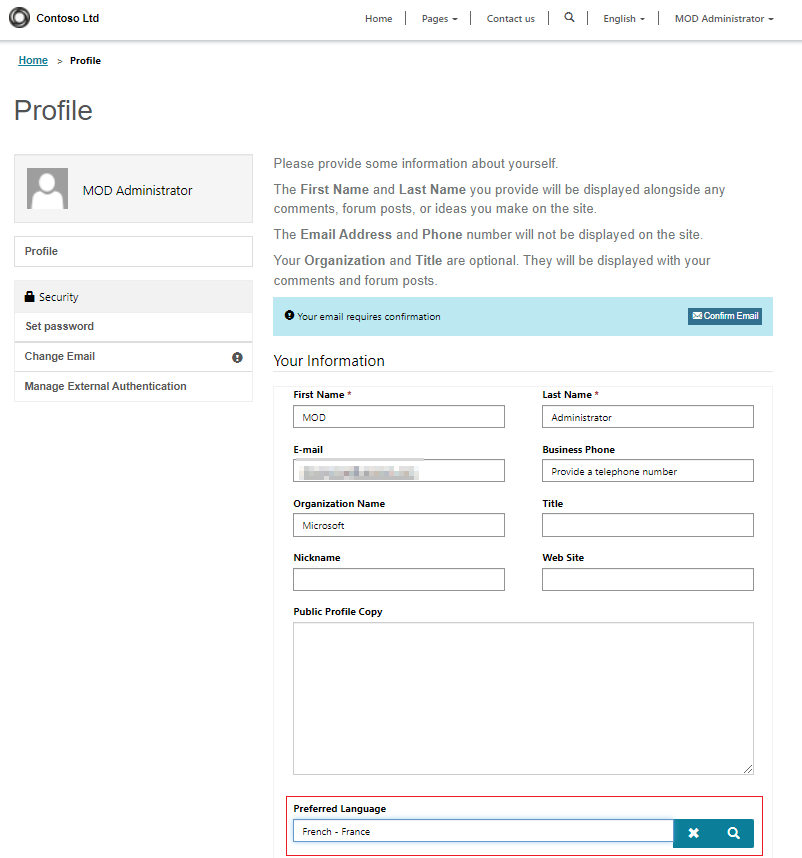 Contoso Ltd
Home
Pages
Contact us
English
MOD Administrator
Home > Profile
Profile
MOD Administrator
Profile
Security
Set password
Change Email
Manage External Authentication
Please provide some information about yourself.
The First Name and Last Name you provide will be displayed alongside any
comments, forum posts, or ideas you make on the site.
The Email Address and Phone number will not be displayed on the site.
Your Organization and Title are optional. They will be displayed with your
comments and forum posts.
Your email requires confirmation
Confirm Email
Your Information
First Name *
Last Name *
MOD
Administrator
E-mail
Business Phone
Provide a telephone number
Organization Name
Title
Microsoft
Nickname
Web Site
Public Profile Copy
Preferred Language
French - France